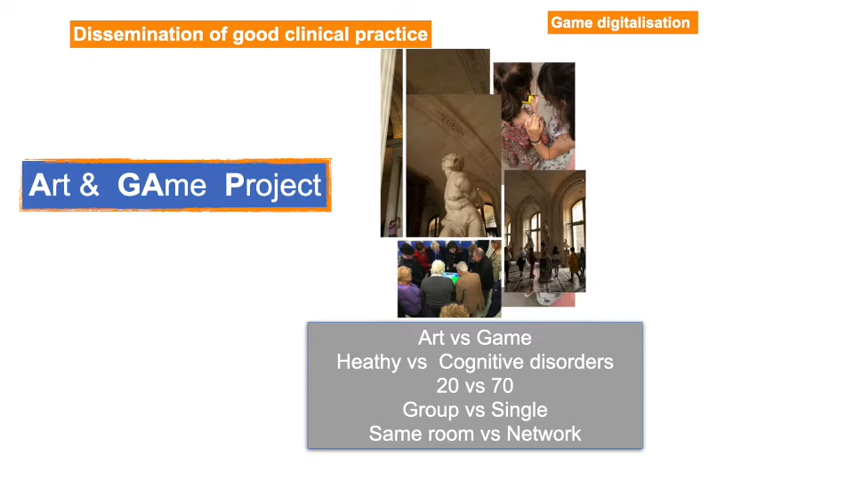 Dissemination of good clinical practice
Game digitalisation
Art & GAme Project
Art vs Game
Heathy vs Cognitive disorders
20 vs 70
Group vs Single
Same room vs Network